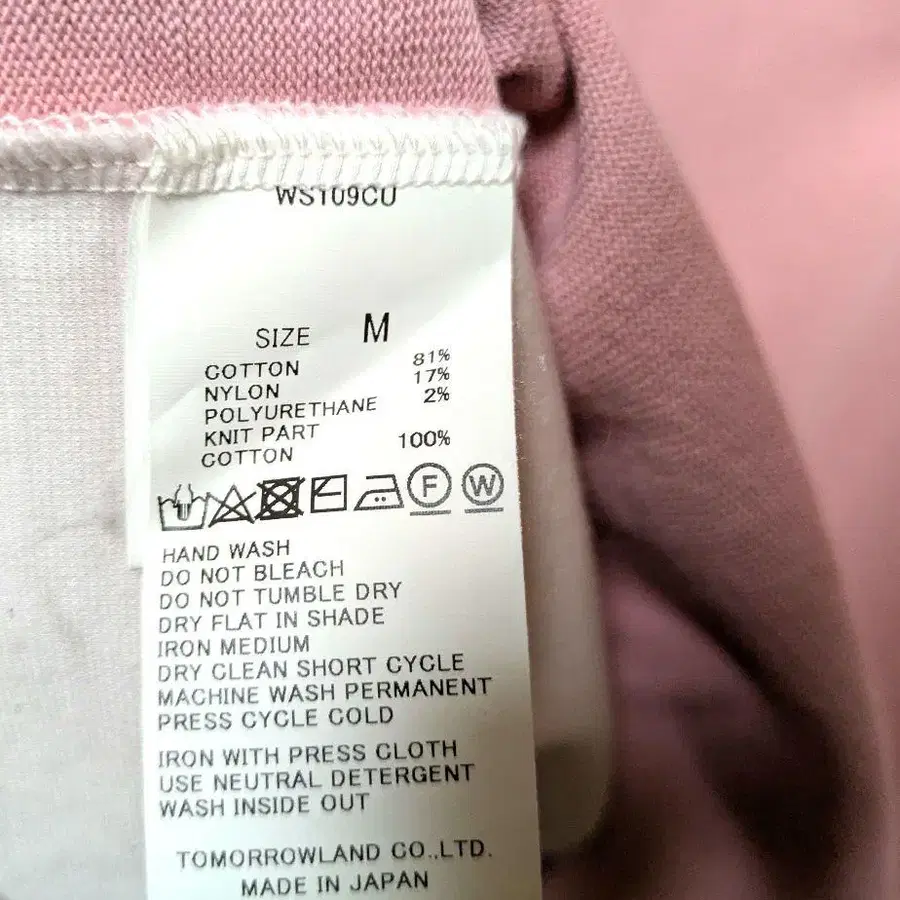 WS109CU
SIZE M
COTTON 81%
NYLON 17%
POLYURETHANE 2%
KNIT PART
COTTON 100%
F W
HAND WASH
DO NOT BLEACH
DO NOT TUMBLE DRY
DRY FLAT IN SHADE
IRON MEDIUM
DRY CLEAN SHORT CYCLE
MACHINE WASH PERMANENT
PRESS CYCLE COLD
IRON WITH PRESS CLOTH
USE NEUTRAL DETERGENT
WASH INSIDE OUT
TOMORROWLAND CO.,LTD.
MADE IN JAPAN